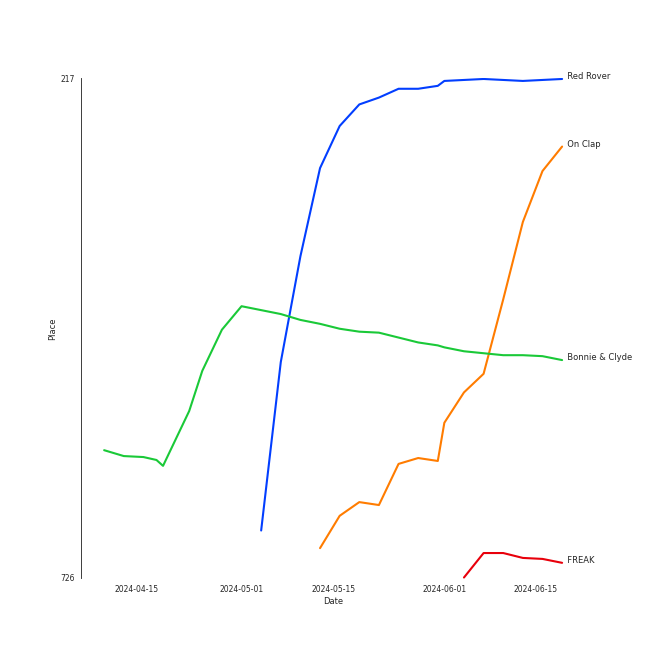 217
Red Rover
On Clap
Place
Bonnie & Clyde
FREAK
726
2024-04-15
2024-05-01
2024-05-15
2024-06-01
2024-06-15
Date